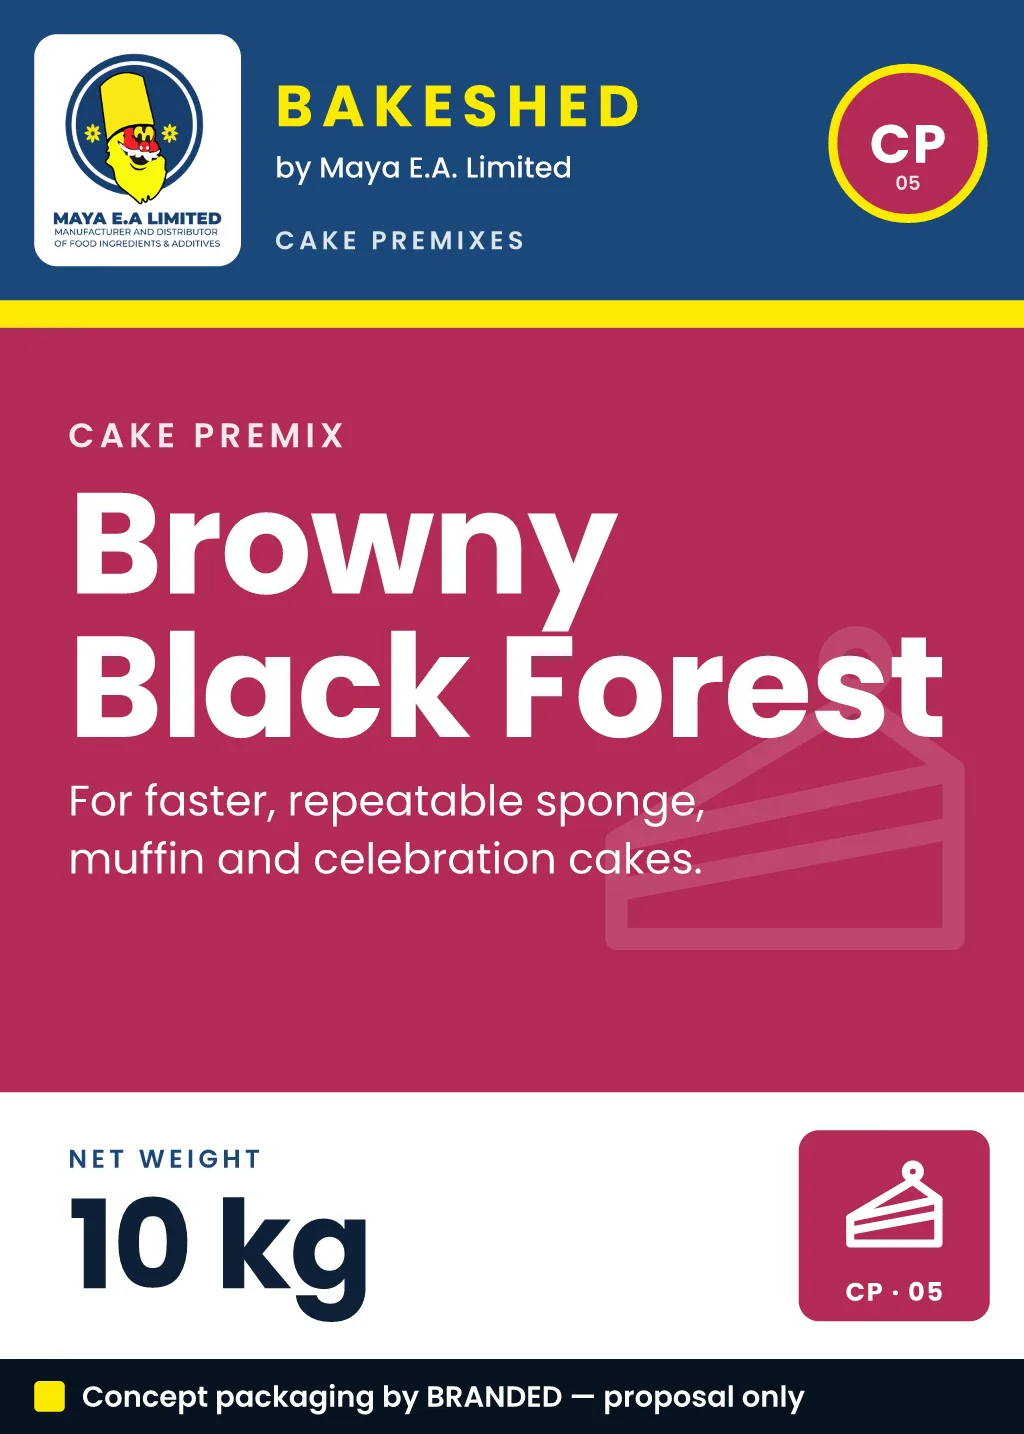 MAYA E.A LIMITED
MANUFACTURER AND DISTRIBUTOR
OF FOOD INGREDIENTS & ADDITIVES
BAKESHED
by Maya E.A. Limited
CAKE PREMIXES
CP
05
CAKE PREMIX
Browny
Black Forest
For faster, repeatable sponge,
muffin and celebration cakes.
NET WEIGHT
10 kg
CP · 05
Concept packaging by BRANDED — proposal only